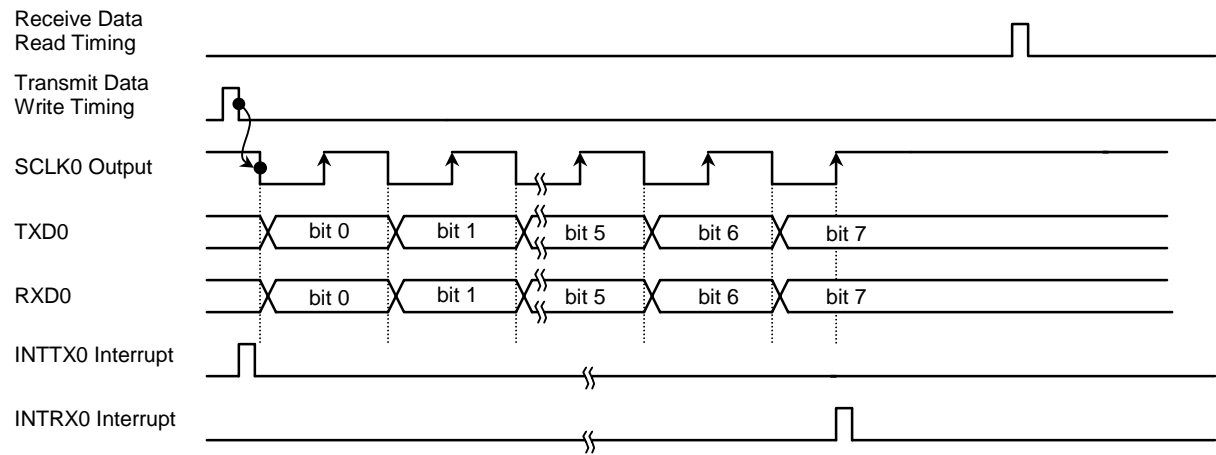 Receive Data
Read Timing
Transmit Data
Write Timing
SCLK0 Output
TXD0
bit 0 bit 1 bit 5 bit 6 bit 7
RXD0
bit 0 bit 1 bit 5 bit 6 bit 7
INTTX0 Interrupt
INTRX0 Interrupt